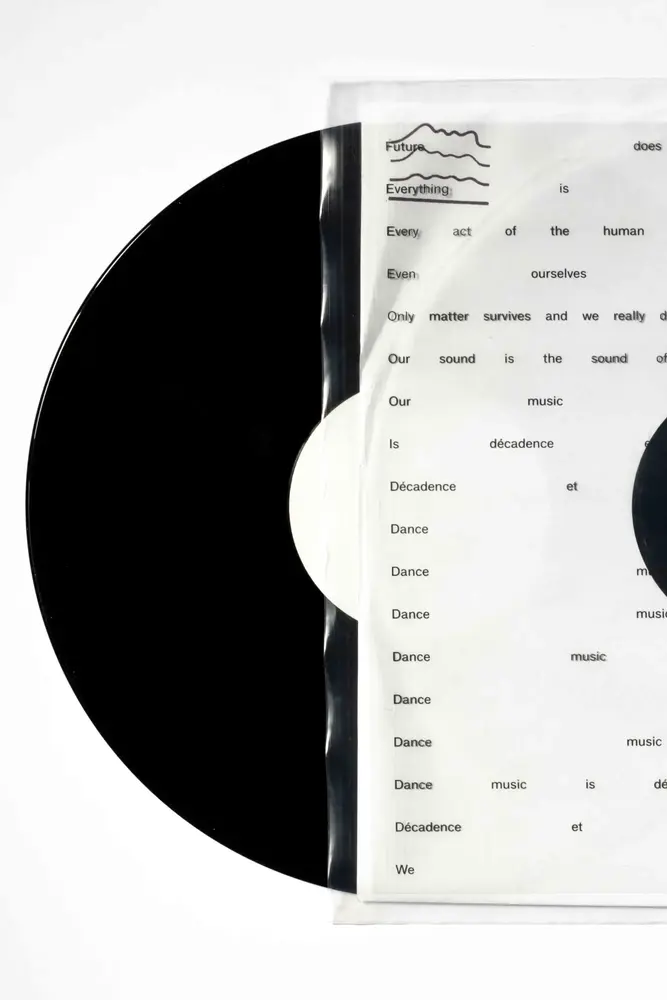 Future does
Everything is
Every act of the human
Even ourselves
Only matter survives and we really
Our sound is the sound of
Our music
Is décadence
Décadence et
Dance
Dance
Dance music
Dance music
Dance
Dance music
Dance music is
Décadence et
We